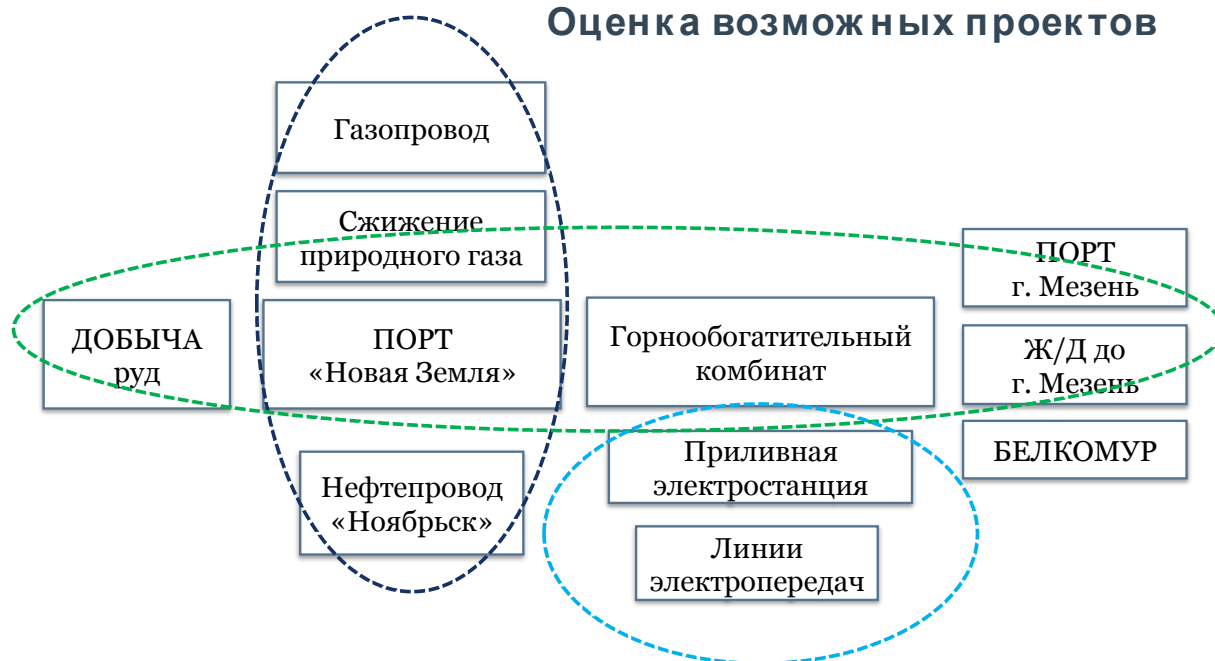 Оценка возможных проектов
Газопровод
Сжижение
природного газа
ДОБЫЧА
руд
ПОРТ
«Новая Земля»
Горнообогатительный
комбинат
ПОРТ
г. Мезень
Ж/Д до
г. Мезень
БЕЛКОМУР
Нефтепровод
«Ноябрьск»
Приливная
электростанция
Линии
электропередач